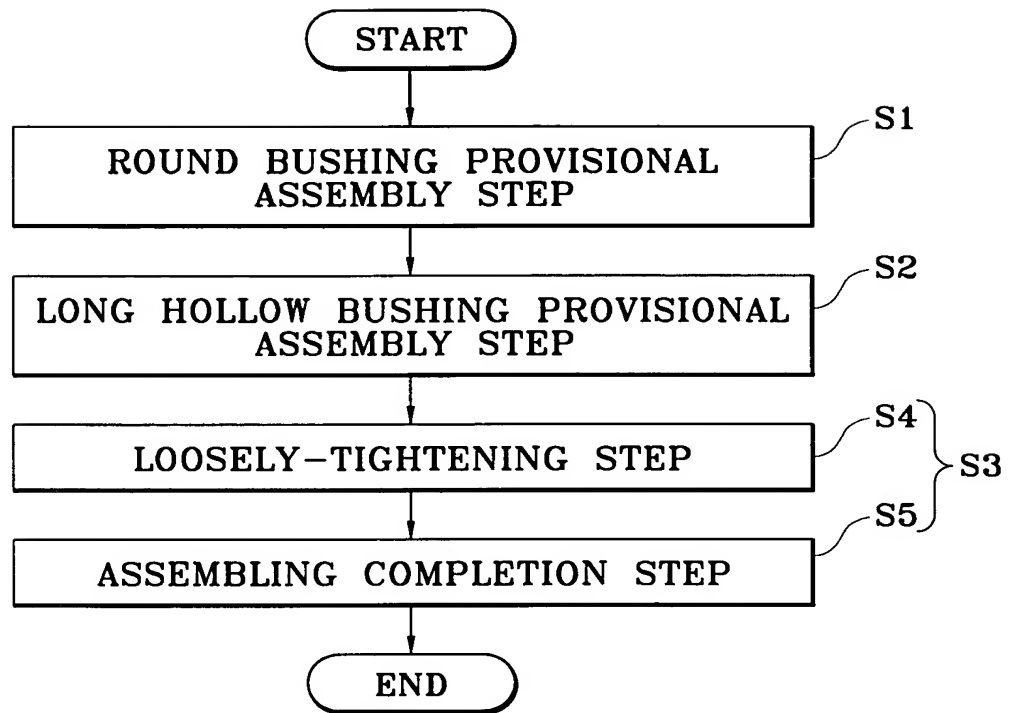 START
S1
ROUND BUSHING PROVISIONAL
ASSEMBLY STEP
S2
LONG HOLLOW BUSHING PROVISIONAL
ASSEMBLY STEP
S4
LOOSELY-TIGHTENING STEP
S3
S5
ASSEMBLING COMPLETION STEP
END